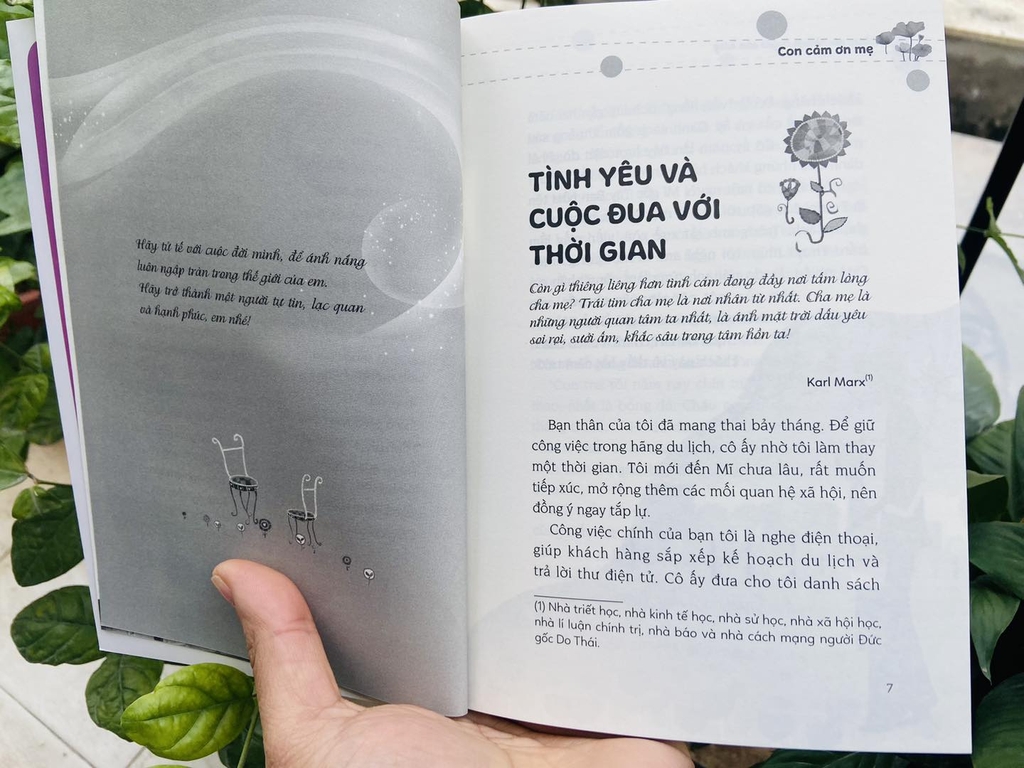 Hãy tử tế với cuộc đời mình, để ánh nắng
luôn ngập tràn trong thế giới của em.
Hãy trở thành một người tự tin, lạc quan
và hạnh phúc, em nhé!
Con cảm ơn mẹ
TÌNH YÊU VÀ
CUỘC ĐUA VỚI
THỜI GIAN
Còn gì thiêng liêng hơn tình cảm đong đầy nơi tấm lòng
cha mẹ? Trái tim cha mẹ là nơi nhân từ nhất. Cha mẹ là
những người quan tâm ta nhất, là ánh mặt trời dấu yêu
soi rọi, sưởi ấm, khắc sâu trong tâm hồn ta!
Karl Marx(1)
Bạn thân của tôi đã mang thai bảy tháng. Để giữ
công việc trong hãng du lịch, cô ấy nhờ tôi làm thay
một thời gian. Tôi mới đến Mĩ chưa lâu, rất muốn
tiếp xúc, mở rộng thêm các mối quan hệ xã hội, nên
đồng ý ngay tắp lự.
Công việc chính của bạn tôi là nghe điện thoại,
giúp khách hàng sắp xếp kế hoạch du lịch và
trả lời thư điện tử. Cô ấy đưa cho tôi danh sách
(1) Nhà triết học, nhà kinh tế học, nhà sử học, nhà xã hội học,
nhà lí luận chính trị, nhà báo và nhà cách mạng người Đức
gốc Do Thái.
7